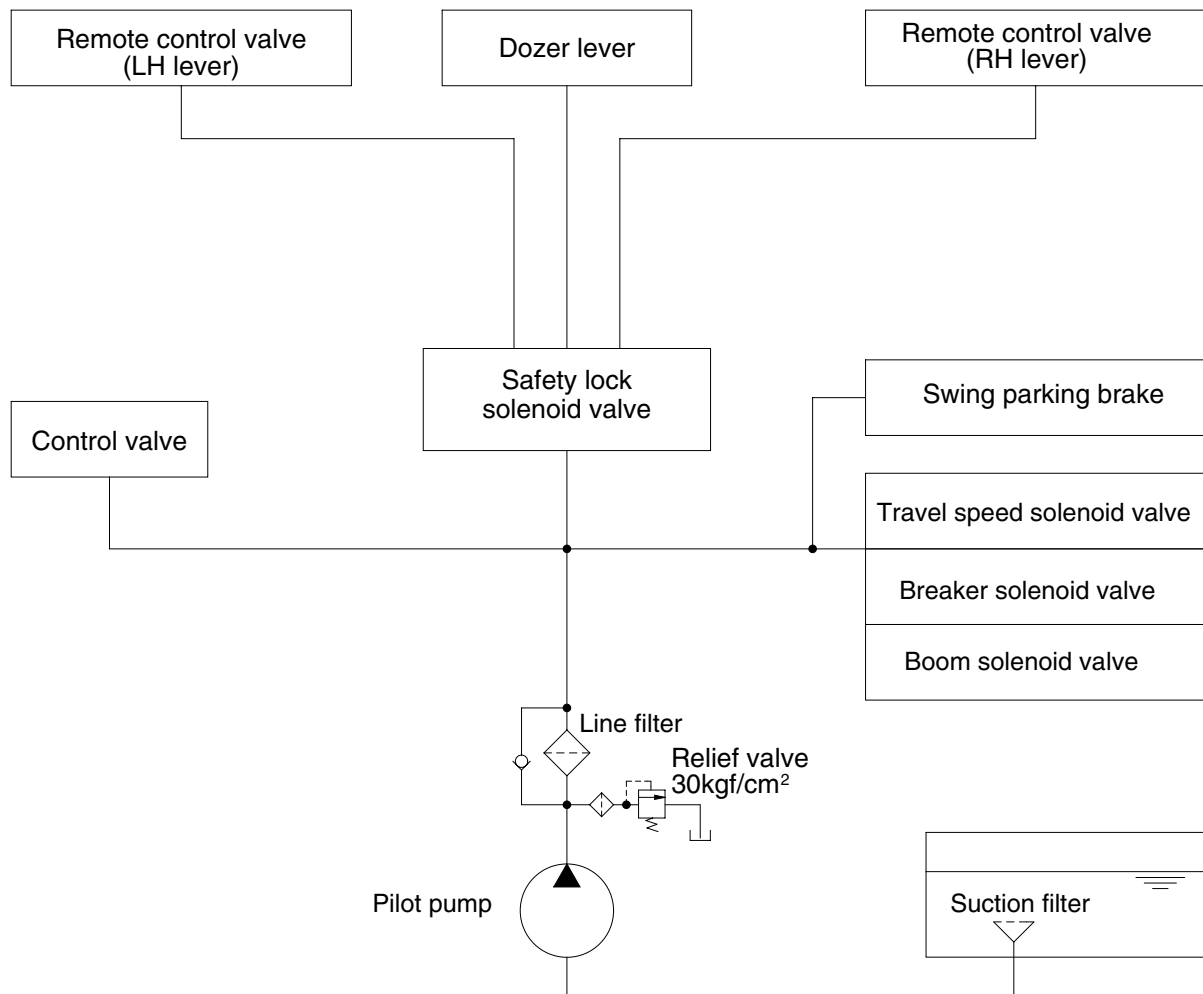 Remote control valve
(LH lever)
Dozer lever
Remote control valve
(RH lever)
Safety lock
solenoid valve
Swing parking brake
Control valve
Travel speed solenoid valve
Breaker solenoid valve
Boom solenoid valve
Line filter
Relief valve
30kgf/cm²
Pilot pump
Suction filter